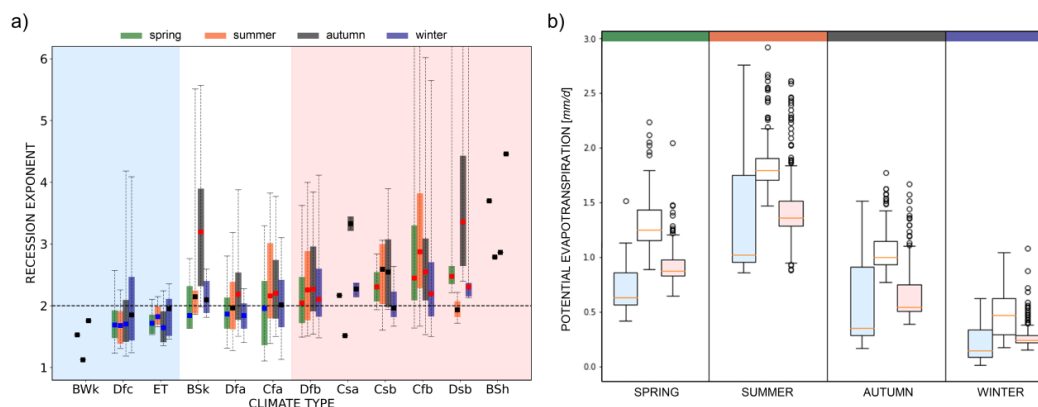 a)
spring summer autumn winter
6
5
4
3
2
1
RECESSION EXPONENT
BWk Dfc ET BSk Dfa Cfa Dfb Csa Csb Cfb Dsb BSh
CLIMATE TYPE
b)
3.0
2.5
2.0
1.5
1.0
0.5
0.0
POTENTIAL EVAPOTRANSPIRATION [mm/d]
SPRING SUMMER AUTUMN WINTER